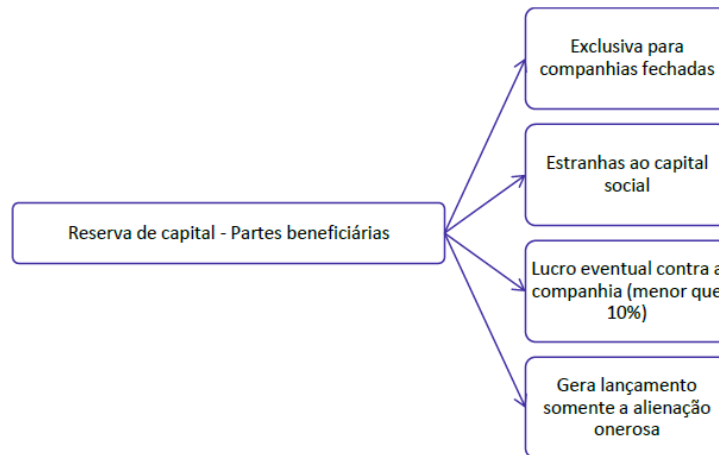 Exclusiva para
companhias fechadas
Estranhas ao capital
social
Reserva de capital - Partes beneficiárias
Lucro eventual contra a
companhia (menor que
10%)
Gera lançamento
somente a alienação
onerosa